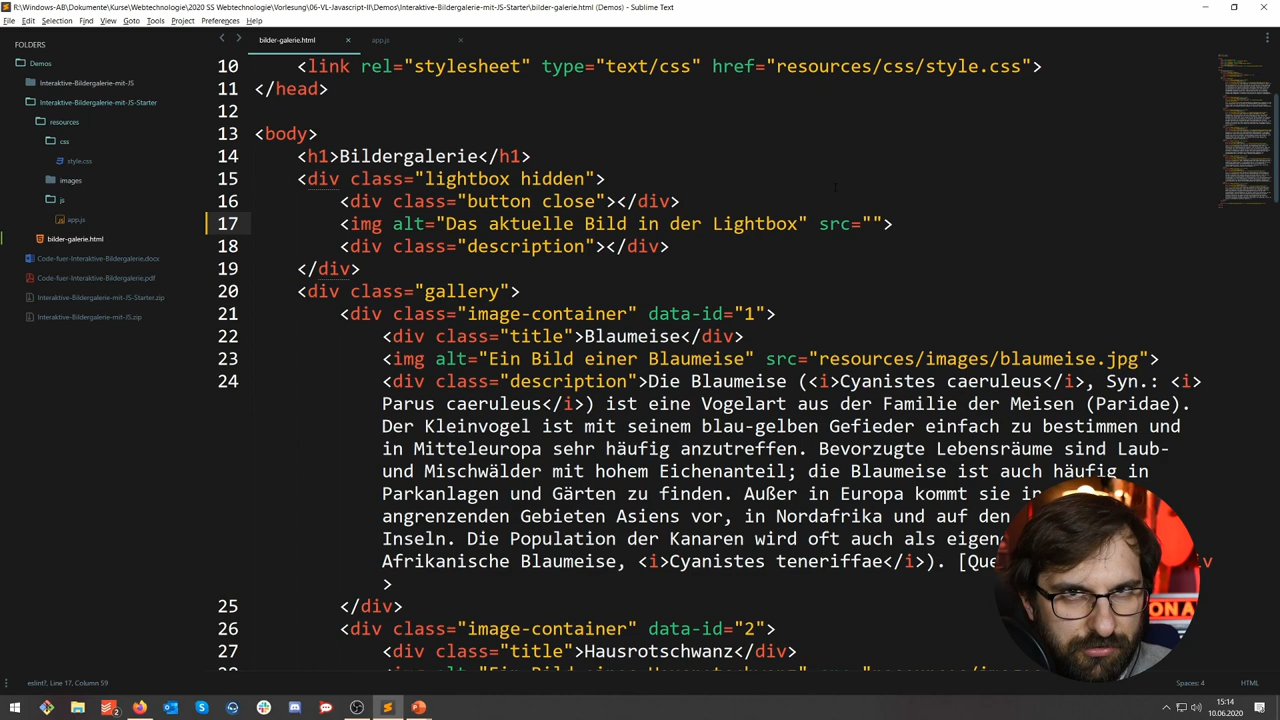 R:\Windows-AB\Dokumente\Kurse\Webtechnologie\2020 SS Webtechnologie\Vorlesung\06-VL-Javascript-II\Demos\Interaktive-Bildergalerie-mit-JS-Starter\bilder-galerie.html (Demos) - Sublime Text
File Edit Selection Find View Goto Tools Project Preferences Help
FOLDERS
Demos
Interaktive-Bildergalerie-mit-JS
Interaktive-Bildergalerie-mit-JS-Starter
resources
css
style.css
images
js
app.js
bilder-galerie.html
Code-fuer-Interaktive-Bildergalerie.docx
Code-fuer-Interaktive-Bildergalerie.pdf
Interaktive-Bildergalerie-mit-JS-Starter.zip
Interaktive-Bildergalerie-mit-JS.zip
bilder-galerie.html × app.js ×
10 <link rel="stylesheet" type="text/css" href="resources/css/style.css">
11 </head>
12
13 <body>
14 <h1>Bildergalerie</h1>
15 <div class="lightbox hidden">
16 <div class="button close"></div>
17 <img alt="Das aktuelle Bild in der Lightbox" src="">
18 <div class="description"></div>
19 </div>
20 <div class="gallery">
21 <div class="image-container" data-id="1">
22 <div class="title">Blaumeise</div>
23 <img alt="Ein Bild einer Blaumeise" src="resources/images/blaumeise.jpg">
24 <div class="description">Die Blaumeise (<i>Cyanistes caeruleus</i>, Syn.: <i>
Parus caeruleus</i>) ist eine Vogelart aus der Familie der Meisen (Paridae).
Der Kleinvogel ist mit seinem blau-gelben Gefieder einfach zu bestimmen und
in Mitteleuropa sehr häufig anzutreffen. Bevorzugte Lebensräume sind Laub-
und Mischwälder mit hohem Eichenanteil; die Blaumeise ist auch häufig in
Parkanlagen und Gärten zu finden. Außer in Europa kommt sie in
angrenzenden Gebieten Asiens vor, in Nordafrika und auf den
Inseln. Die Population der Kanaren wird oft auch als
Afrikanische Blaumeise, <i>Cyanistes teneriffae</i>). [Que
>
25 </div>
26 <div class="image-container" data-id="2">
27 <div class="title">Hausrotschwanz</div>
eslint?, Line 17, Column 59
Spaces: 4 HTML
15:14
10.06.2020